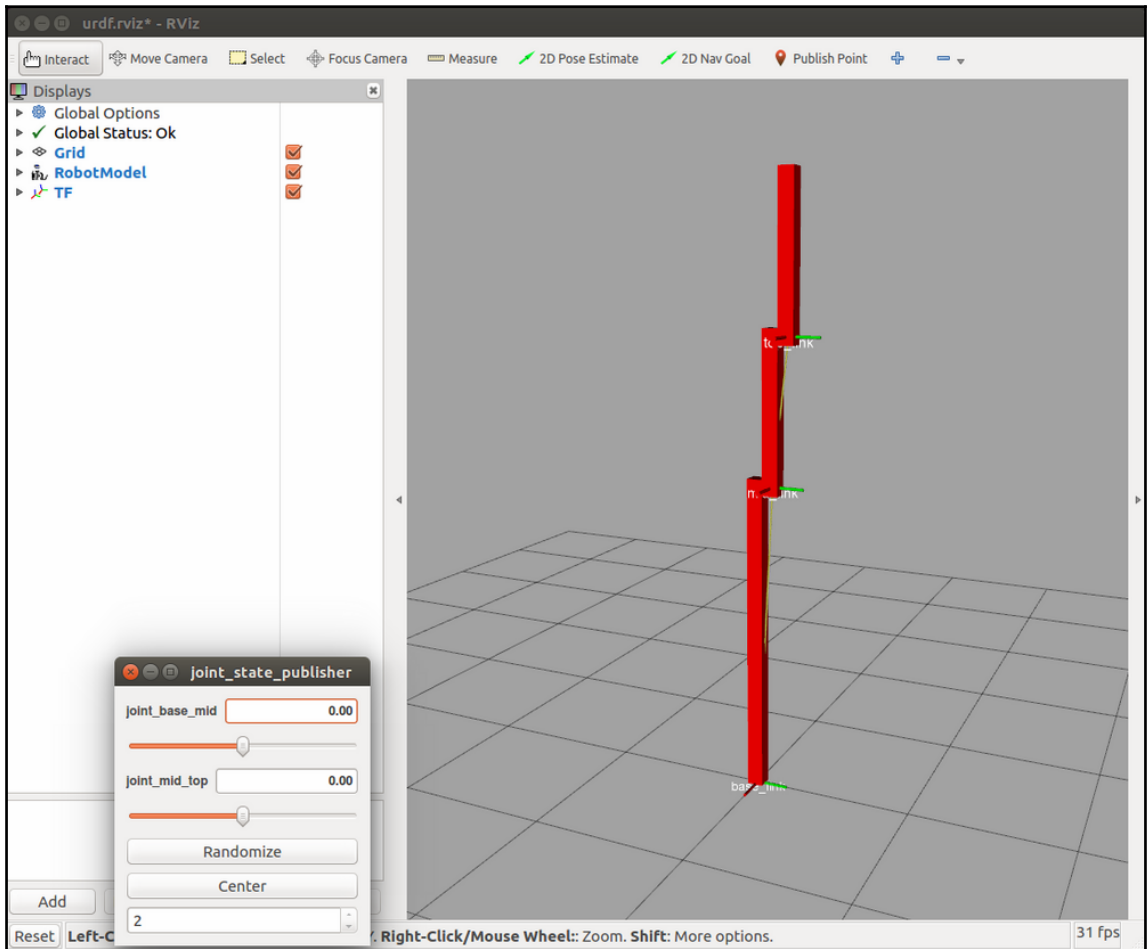 urdf.rviz* - RViz
Interact Move Camera Select Focus Camera Measure 2D Pose Estimate 2D Nav Goal Publish Point
Displays
Global Options
Global Status: Ok
Grid
RobotModel
TF
base_link
joint_state_publisher
joint_base_mid 0.00
joint_mid_top 0.00
Randomize
Center
2
Add
Reset Left-C Right-Click/Mouse Wheel:: Zoom. Shift: More options. 31 fps